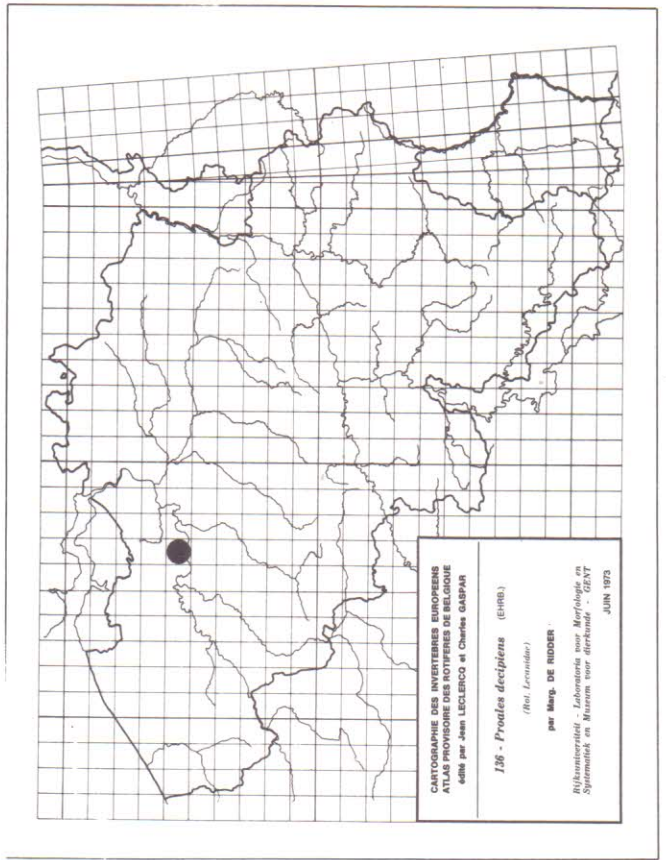 CARTOGRAPHIE DES INVERTEBRES EUROPEENS
ATLAS PROVISOIRE DES ROTIFERES DE BELGIQUE
édité par Jean LECLERCQ et Charles GASPAR
136 - Proales decipiens (EHRB.)
(Rot. Lecanidae)
par Marg. DE RIDDER
Rijksuniversiteit - Laboratoria voor Morfologie en
Systematiek en Museum voor dierkunde - GENT
JUIN 1973